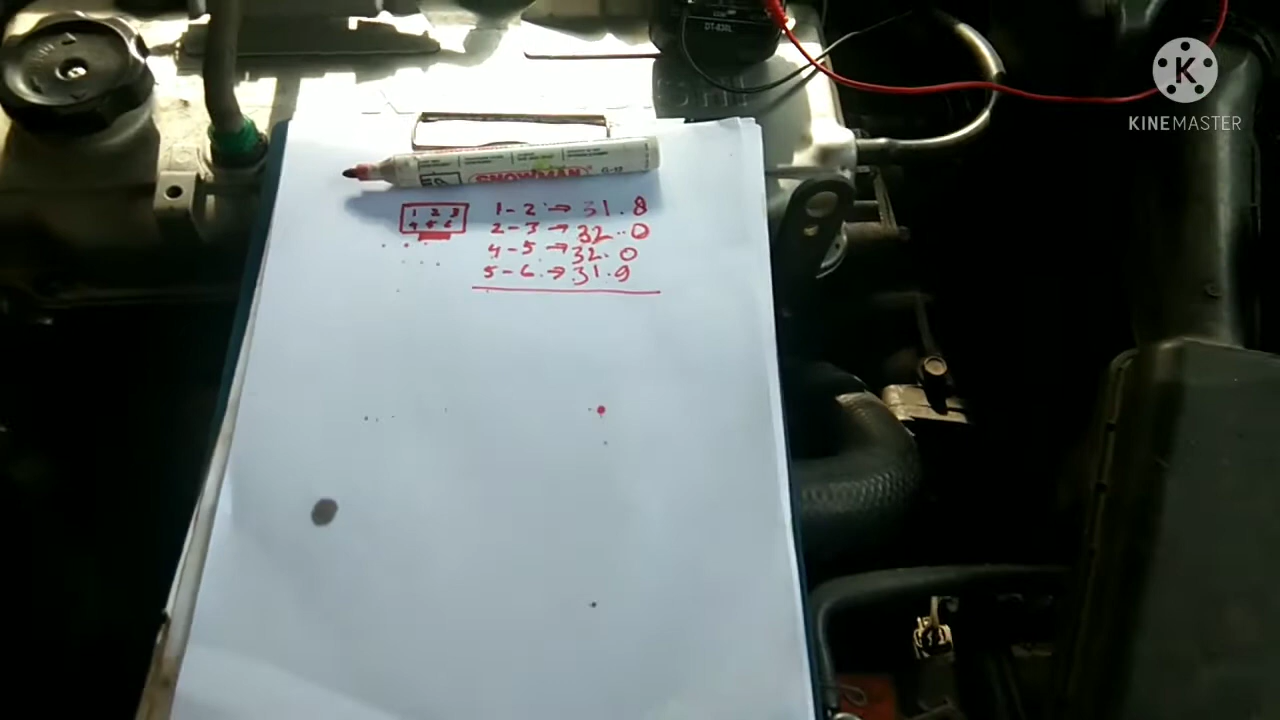 DT-830L
K
KINEMASTER
SNOWMAN
G-12
1 2 3
4 5 6
1-2 → 31.8
2-3 → 32.0
4-5 → 32.0
5-6 → 31.9